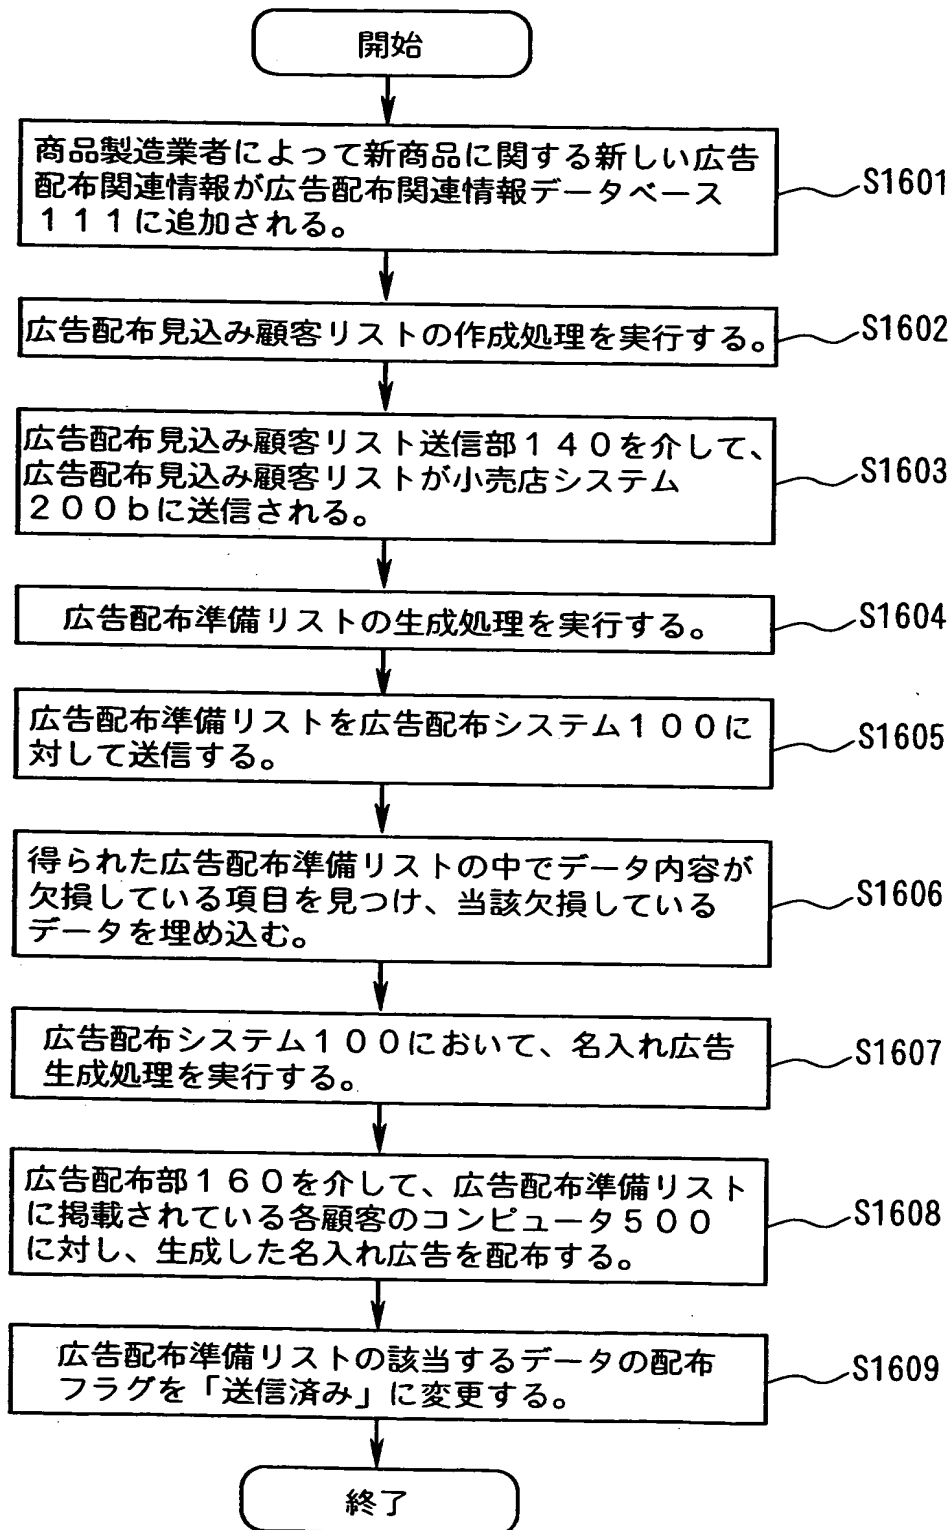 開始
商品製造業者によって新商品に関する新しい広告
配布関連情報が広告配布関連情報データベース
１１１に追加される。
S1601
広告配布見込み顧客リストの作成処理を実行する。
S1602
広告配布見込み顧客リスト送信部１４０を介して、
広告配布見込み顧客リストが小売店システム
２００ｂに送信される。
S1603
広告配布準備リストの生成処理を実行する。
S1604
広告配布準備リストを広告配布システム１００に
対して送信する。
S1605
得られた広告配布準備リストの中でデータ内容が
欠損している項目を見つけ、当該欠損している
データを埋め込む。
S1606
広告配布システム１００において、名入れ広告
生成処理を実行する。
S1607
広告配布部１６０を介して、広告配布準備リスト
に掲載されている各顧客のコンピュータ５００
に対し、生成した名入れ広告を配布する。
S1608
広告配布準備リストの該当するデータの配布
フラグを「送信済み」に変更する。
S1609
終了